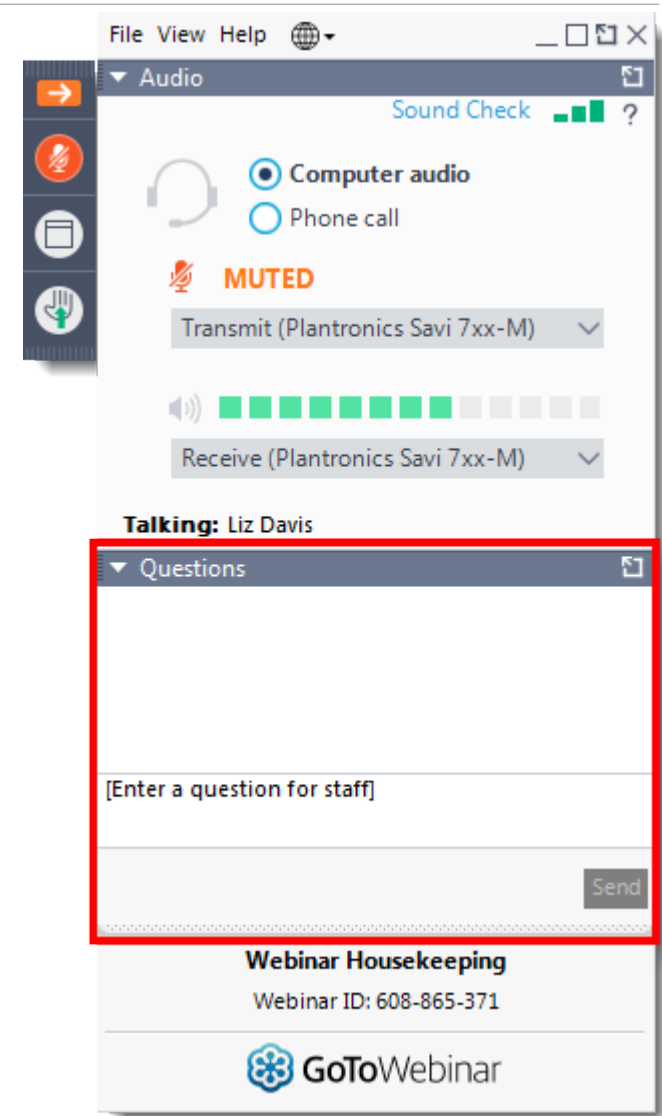 File View Help
Audio
Sound Check ?
Computer audio
Phone call
MUTED
Transmit (Plantronics Savi 7xx-M)
Receive (Plantronics Savi 7xx-M)
Talking: Liz Davis
Questions
[Enter a question for staff]
Send
Webinar Housekeeping
Webinar ID: 608-865-371
GoToWebinar